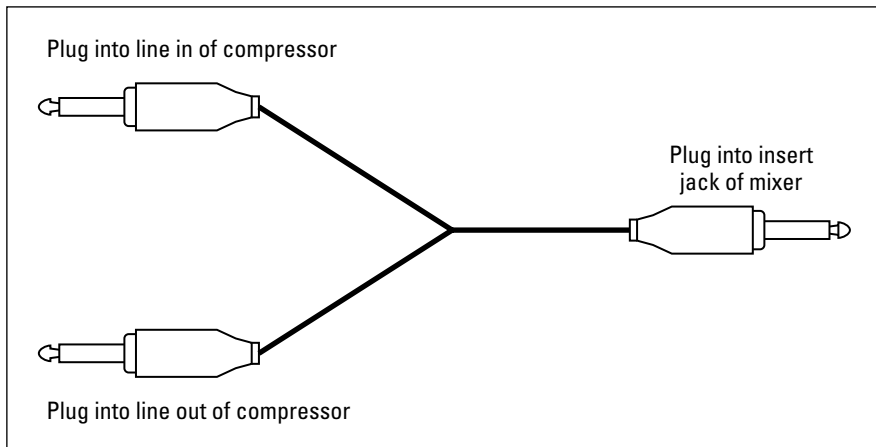 Plug into line in of compressor
Plug into insert
jack of mixer
Plug into line out of compressor